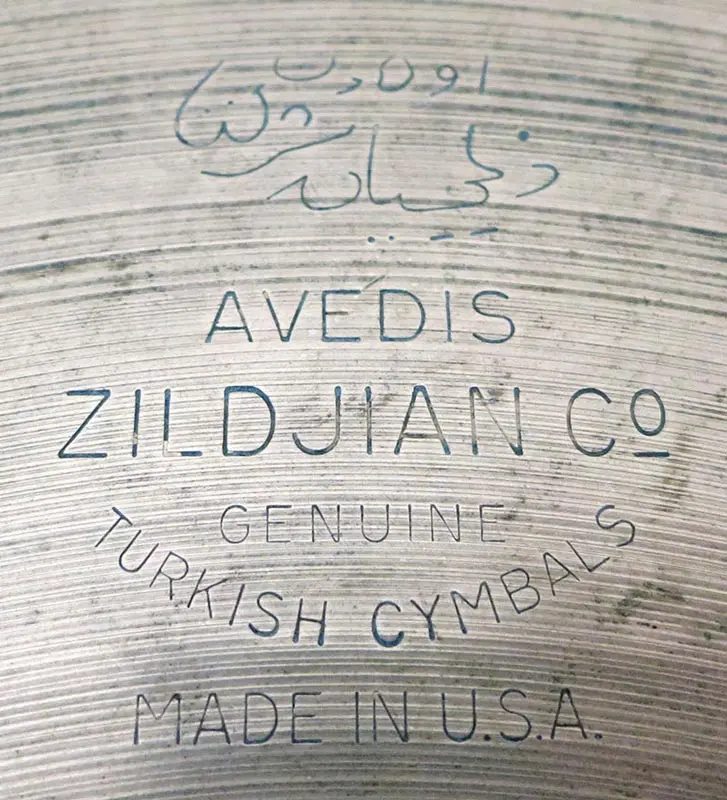 AVEDIS
ZILDJIAN Co
GENUINE
TURKISH CYMBALS
MADE IN U.S.A.